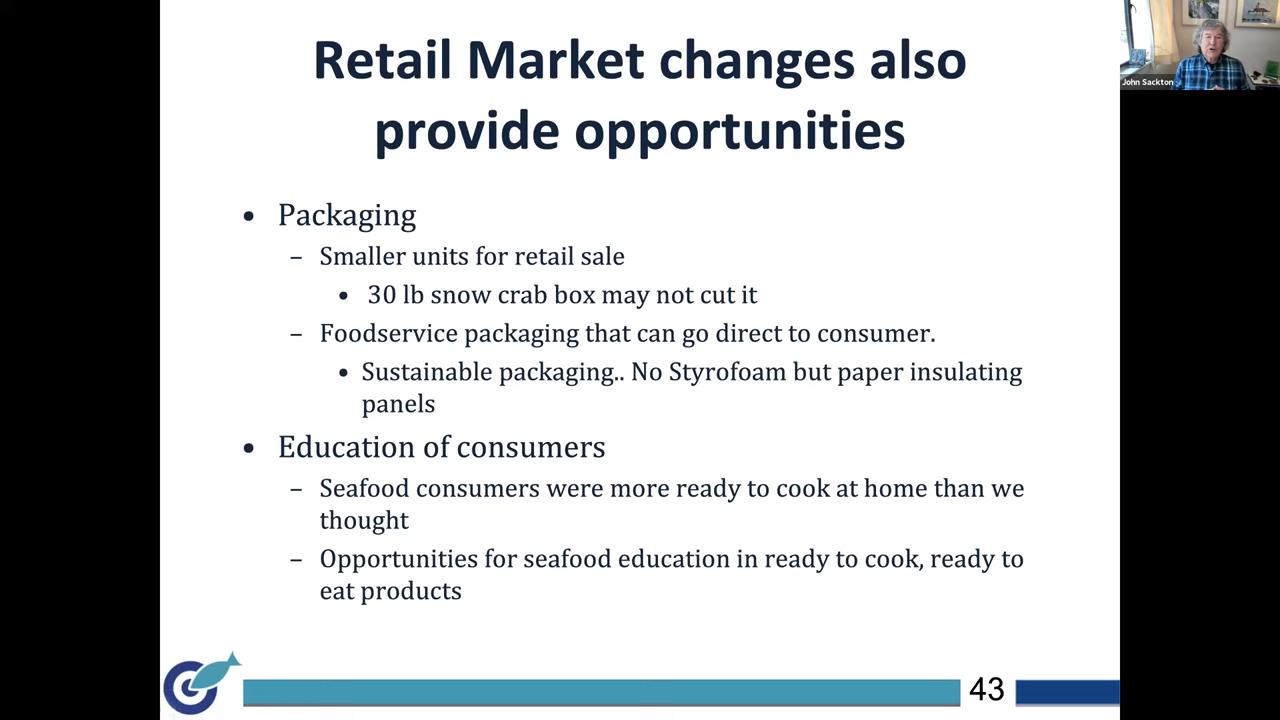 Retail Market changes also
provide opportunities
John Sackton
• Packaging
– Smaller units for retail sale
• 30 lb snow crab box may not cut it
– Foodservice packaging that can go direct to consumer.
• Sustainable packaging.. No Styrofoam but paper insulating
panels
• Education of consumers
– Seafood consumers were more ready to cook at home than we
thought
– Opportunities for seafood education in ready to cook, ready to
eat products
43